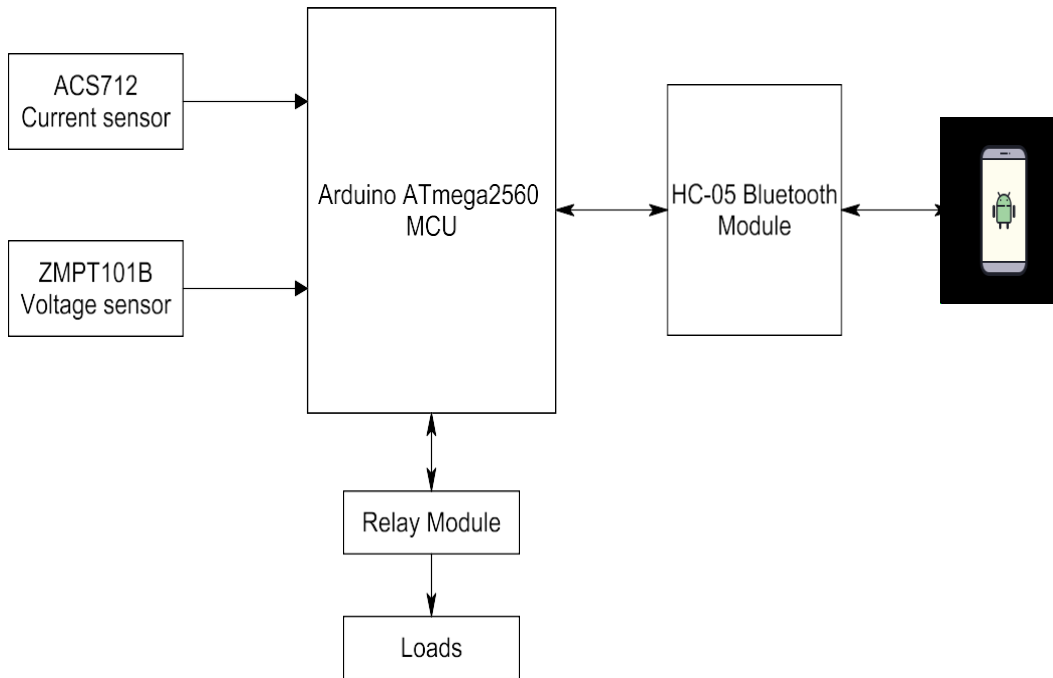 ACS712
Current sensor
ZMPT101B
Voltage sensor
Arduino ATmega2560
MCU
HC-05 Bluetooth
Module
Relay Module
Loads